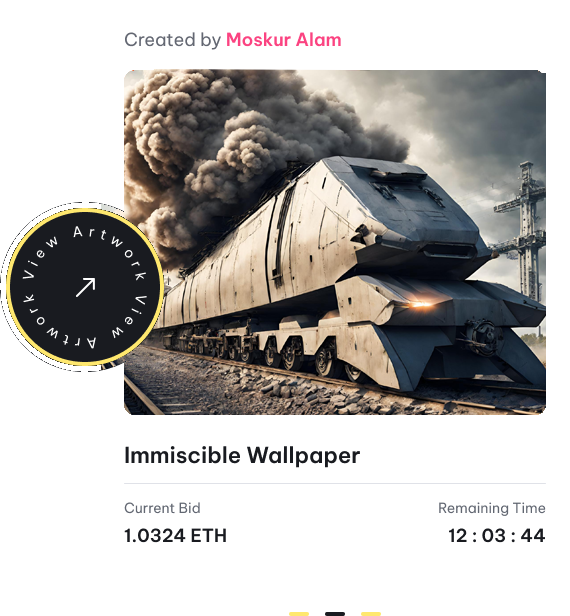 Created by Moskur Alam
View Artwork View Artwork
Immiscible Wallpaper
Current Bid
Remaining Time
1.0324 ETH
12 : 03 : 44